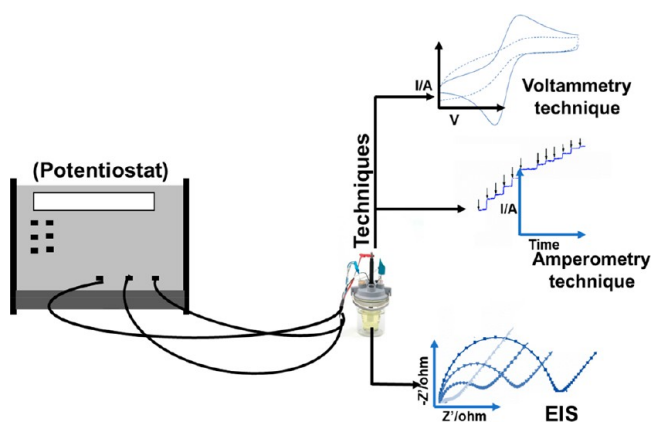 (Potentiostat)
Techniques
I/A
V
Voltammetry
technique
I/A
Time
Amperometry
technique
-Z'/ohm
Z'/ohm
EIS